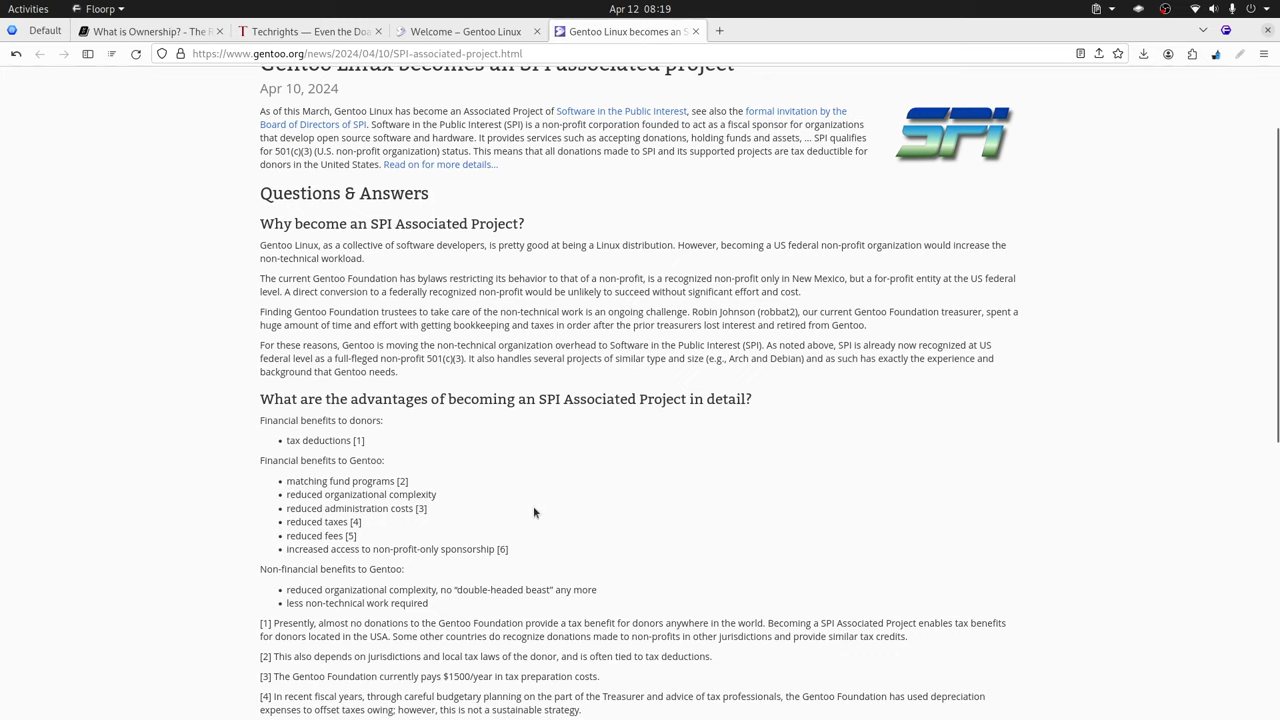 Activities
Floorp
Apr 12 08:19
Default
What is Ownership? - The R
Techrights — Even the Doa
Welcome – Gentoo Linux
Gentoo Linux becomes an S
https://www.gentoo.org/news/2024/04/10/SPI-associated-project.html
Gentoo Linux becomes an SPI associated project
Apr 10, 2024
As of this March, Gentoo Linux has become an Associated Project of Software in the Public Interest, see also the formal invitation by the
Board of Directors of SPI. Software in the Public Interest (SPI) is a non-profit corporation founded to act as a fiscal sponsor for organizations
that develop open source software and hardware. It provides services such as accepting donations, holding funds and assets, ... SPI qualifies
for 501(c)(3) (U.S. non-profit organization) status. This means that all donations made to SPI and its supported projects are tax deductible for
donors in the United States. Read on for more details...
SPI
Questions & Answers
Why become an SPI Associated Project?
Gentoo Linux, as a collective of software developers, is pretty good at being a Linux distribution. However, becoming a US federal non-profit organization would increase the
non-technical workload.
The current Gentoo Foundation has bylaws restricting its behavior to that of a non-profit, is a recognized non-profit only in New Mexico, but a for-profit entity at the US federal
level. A direct conversion to a federally recognized non-profit would be unlikely to succeed without significant effort and cost.
Finding Gentoo Foundation trustees to take care of the non-technical work is an ongoing challenge. Robin Johnson (robbat2), our current Gentoo Foundation treasurer, spent a
huge amount of time and effort with getting bookkeeping and taxes in order after the prior treasurers lost interest and retired from Gentoo.
For these reasons, Gentoo is moving the non-technical organization overhead to Software in the Public Interest (SPI). As noted above, SPI is already now recognized at US
federal level as a full-fleged non-profit 501(c)(3). It also handles several projects of similar type and size (e.g., Arch and Debian) and as such has exactly the experience and
background that Gentoo needs.
What are the advantages of becoming an SPI Associated Project in detail?
Financial benefits to donors:
• tax deductions [1]
Financial benefits to Gentoo:
• matching fund programs [2]
• reduced organizational complexity
• reduced administration costs [3]
• reduced taxes [4]
• reduced fees [5]
• increased access to non-profit-only sponsorship [6]
Non-financial benefits to Gentoo:
• reduced organizational complexity, no “double-headed beast” any more
• less non-technical work required
[1] Presently, almost no donations to the Gentoo Foundation provide a tax benefit for donors anywhere in the world. Becoming a SPI Associated Project enables tax benefits
for donors located in the USA. Some other countries do recognize donations made to non-profits in other jurisdictions and provide similar tax credits.
[2] This also depends on jurisdictions and local tax laws of the donor, and is often tied to tax deductions.
[3] The Gentoo Foundation currently pays $1500/year in tax preparation costs.
[4] In recent fiscal years, through careful budgetary planning on the part of the Treasurer and advice of tax professionals, the Gentoo Foundation has used depreciation
expenses to offset taxes owing; however, this is not a sustainable strategy.